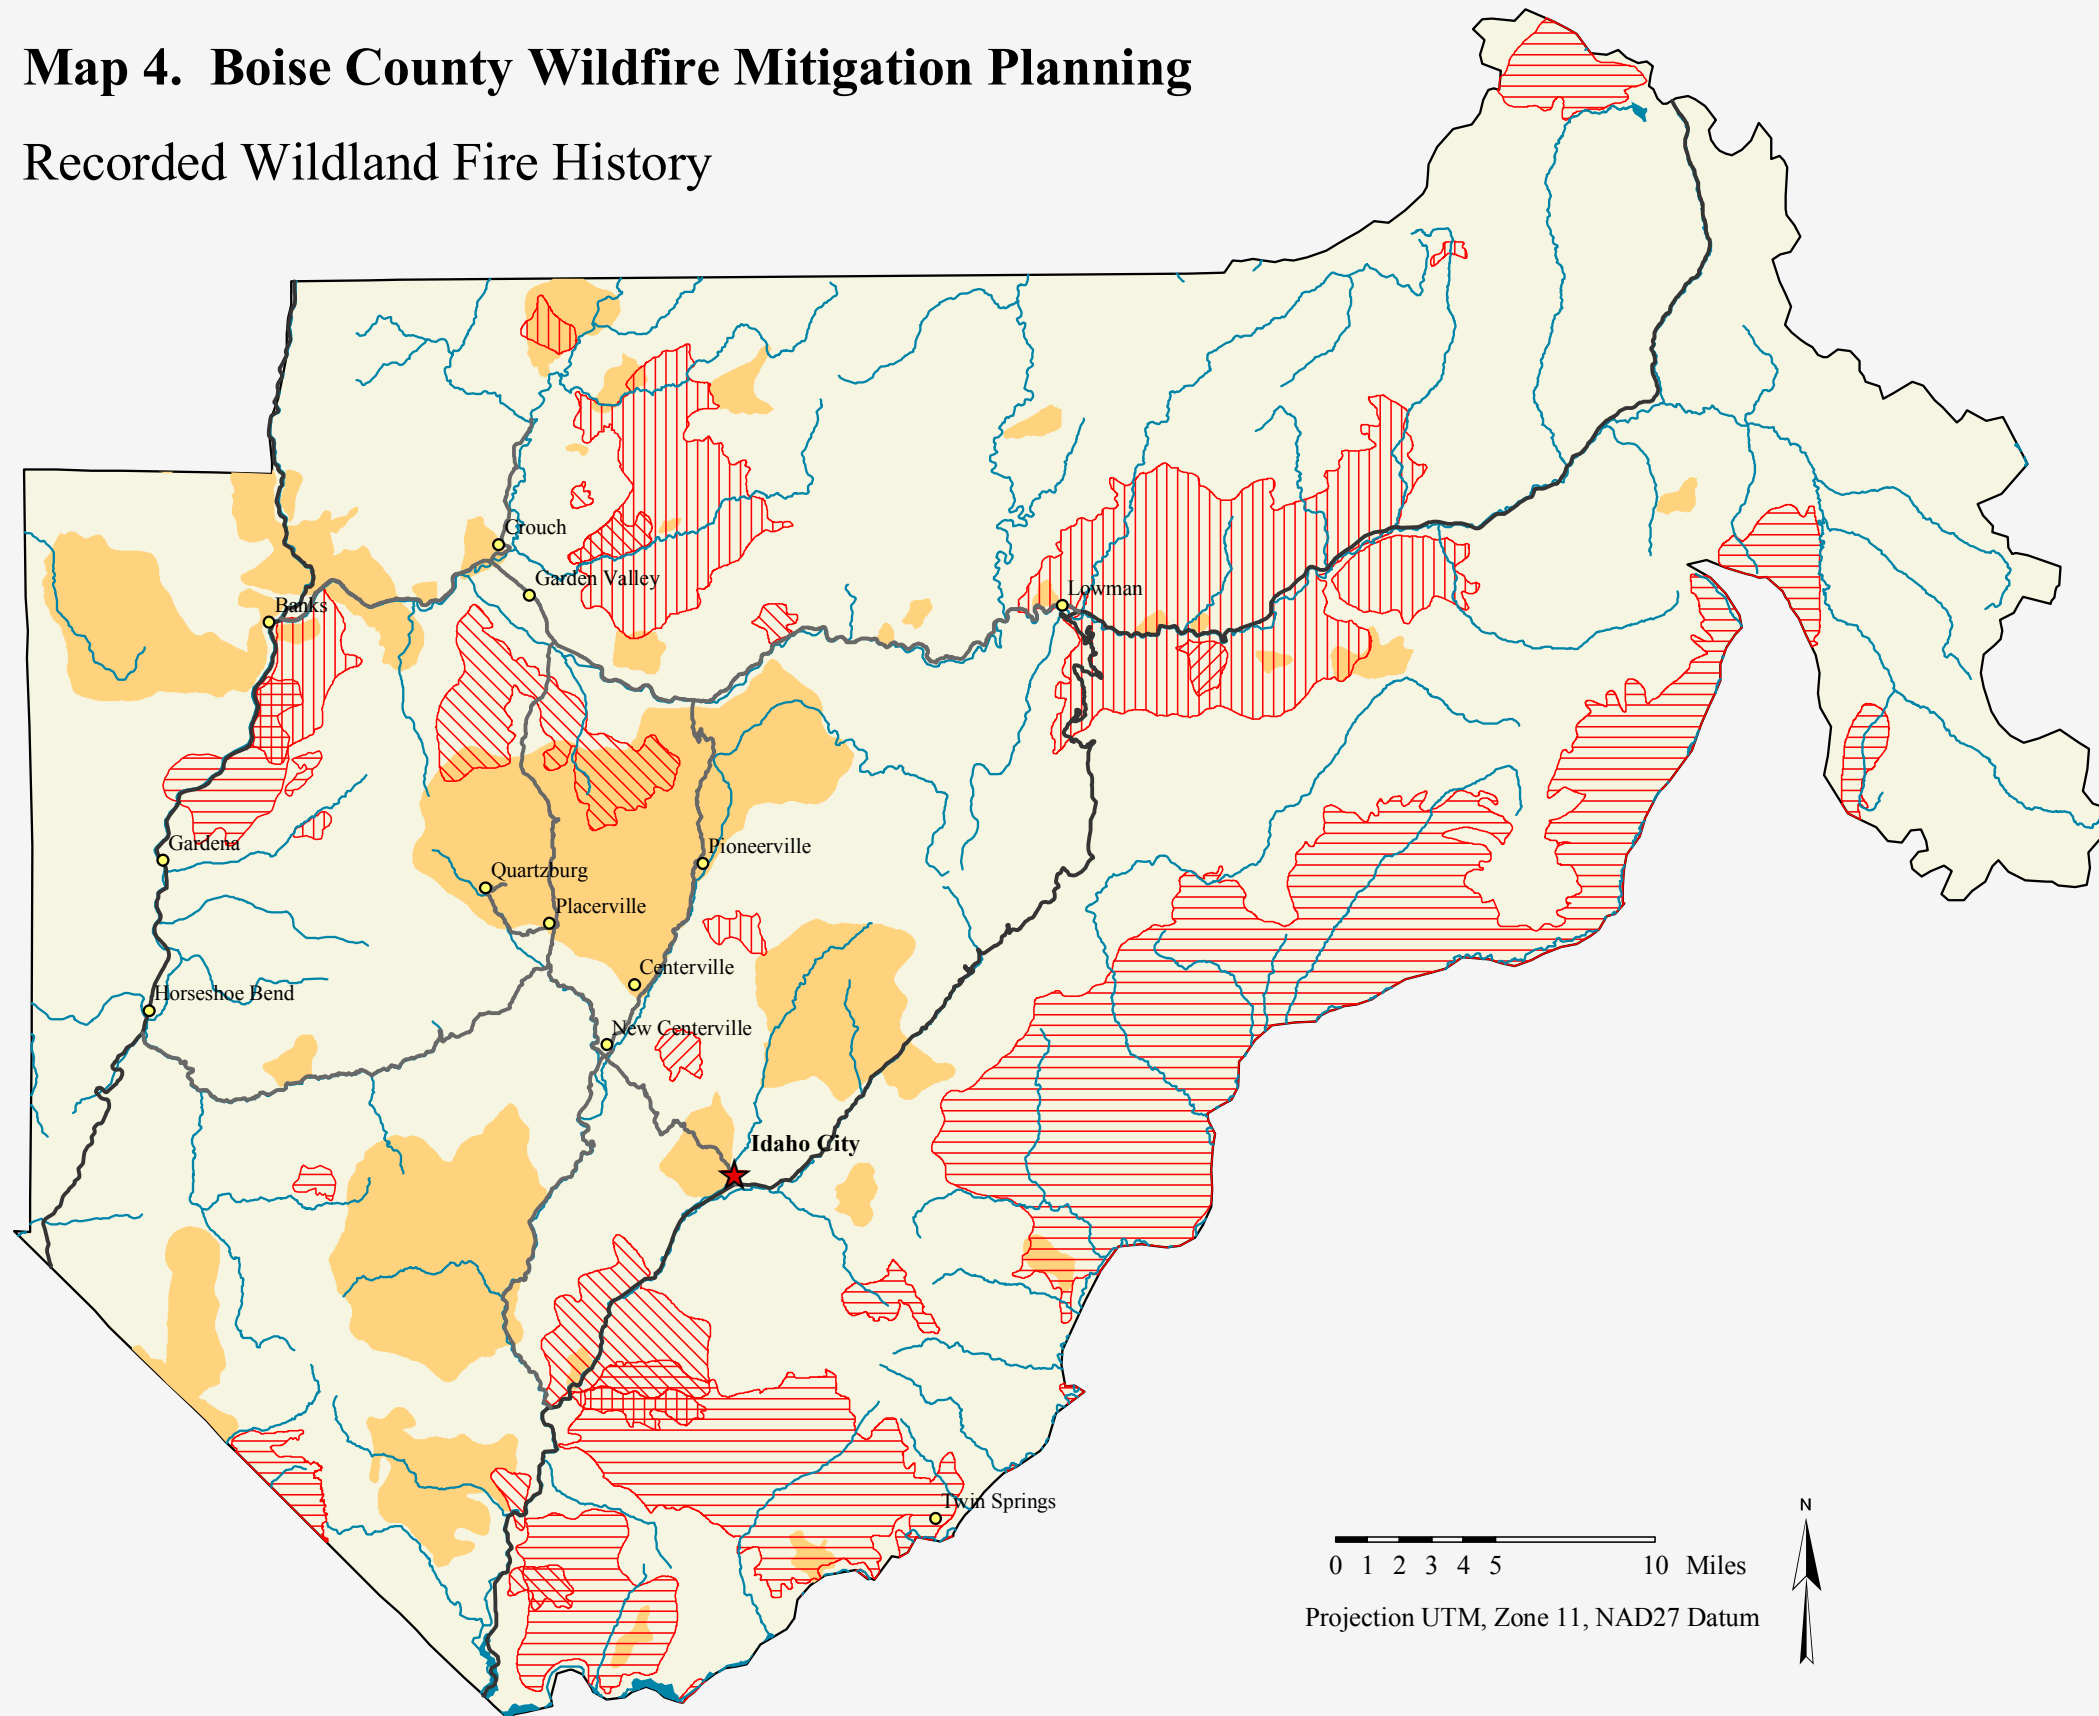 Map 4.  Boise County Wildfire Mitigation Planning
Recorded Wildland Fire History
Crouch
Garden Valley
Banks
Lowman
Gardena
Pioneerville
Quartzburg
Placerville
Centerville
Horseshoe Bend
New Centerville
Idaho City
Twin Springs
N
0 1 2 3 4 5 10 Miles
Projection UTM, Zone 11, NAD27 Datum